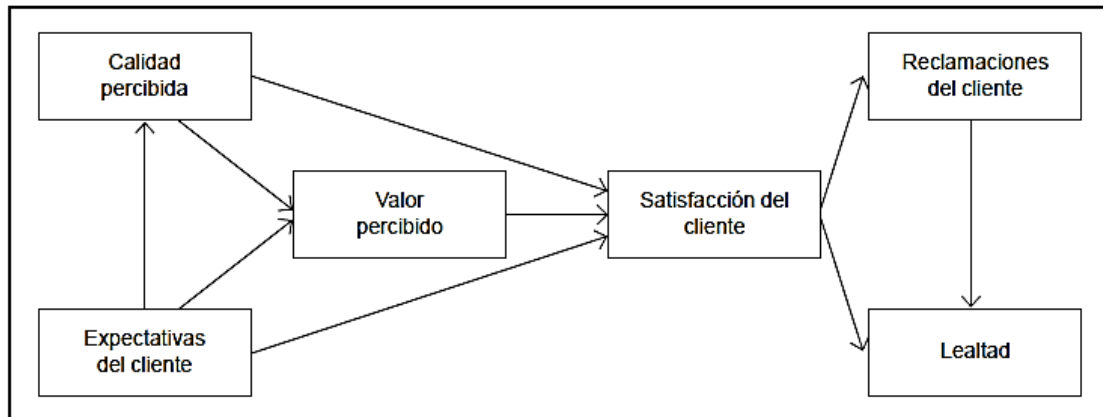 Calidad
percibida
Reclamaciones
del cliente
Valor
percibido
Satisfacción del
cliente
Expectativas
del cliente
Lealtad